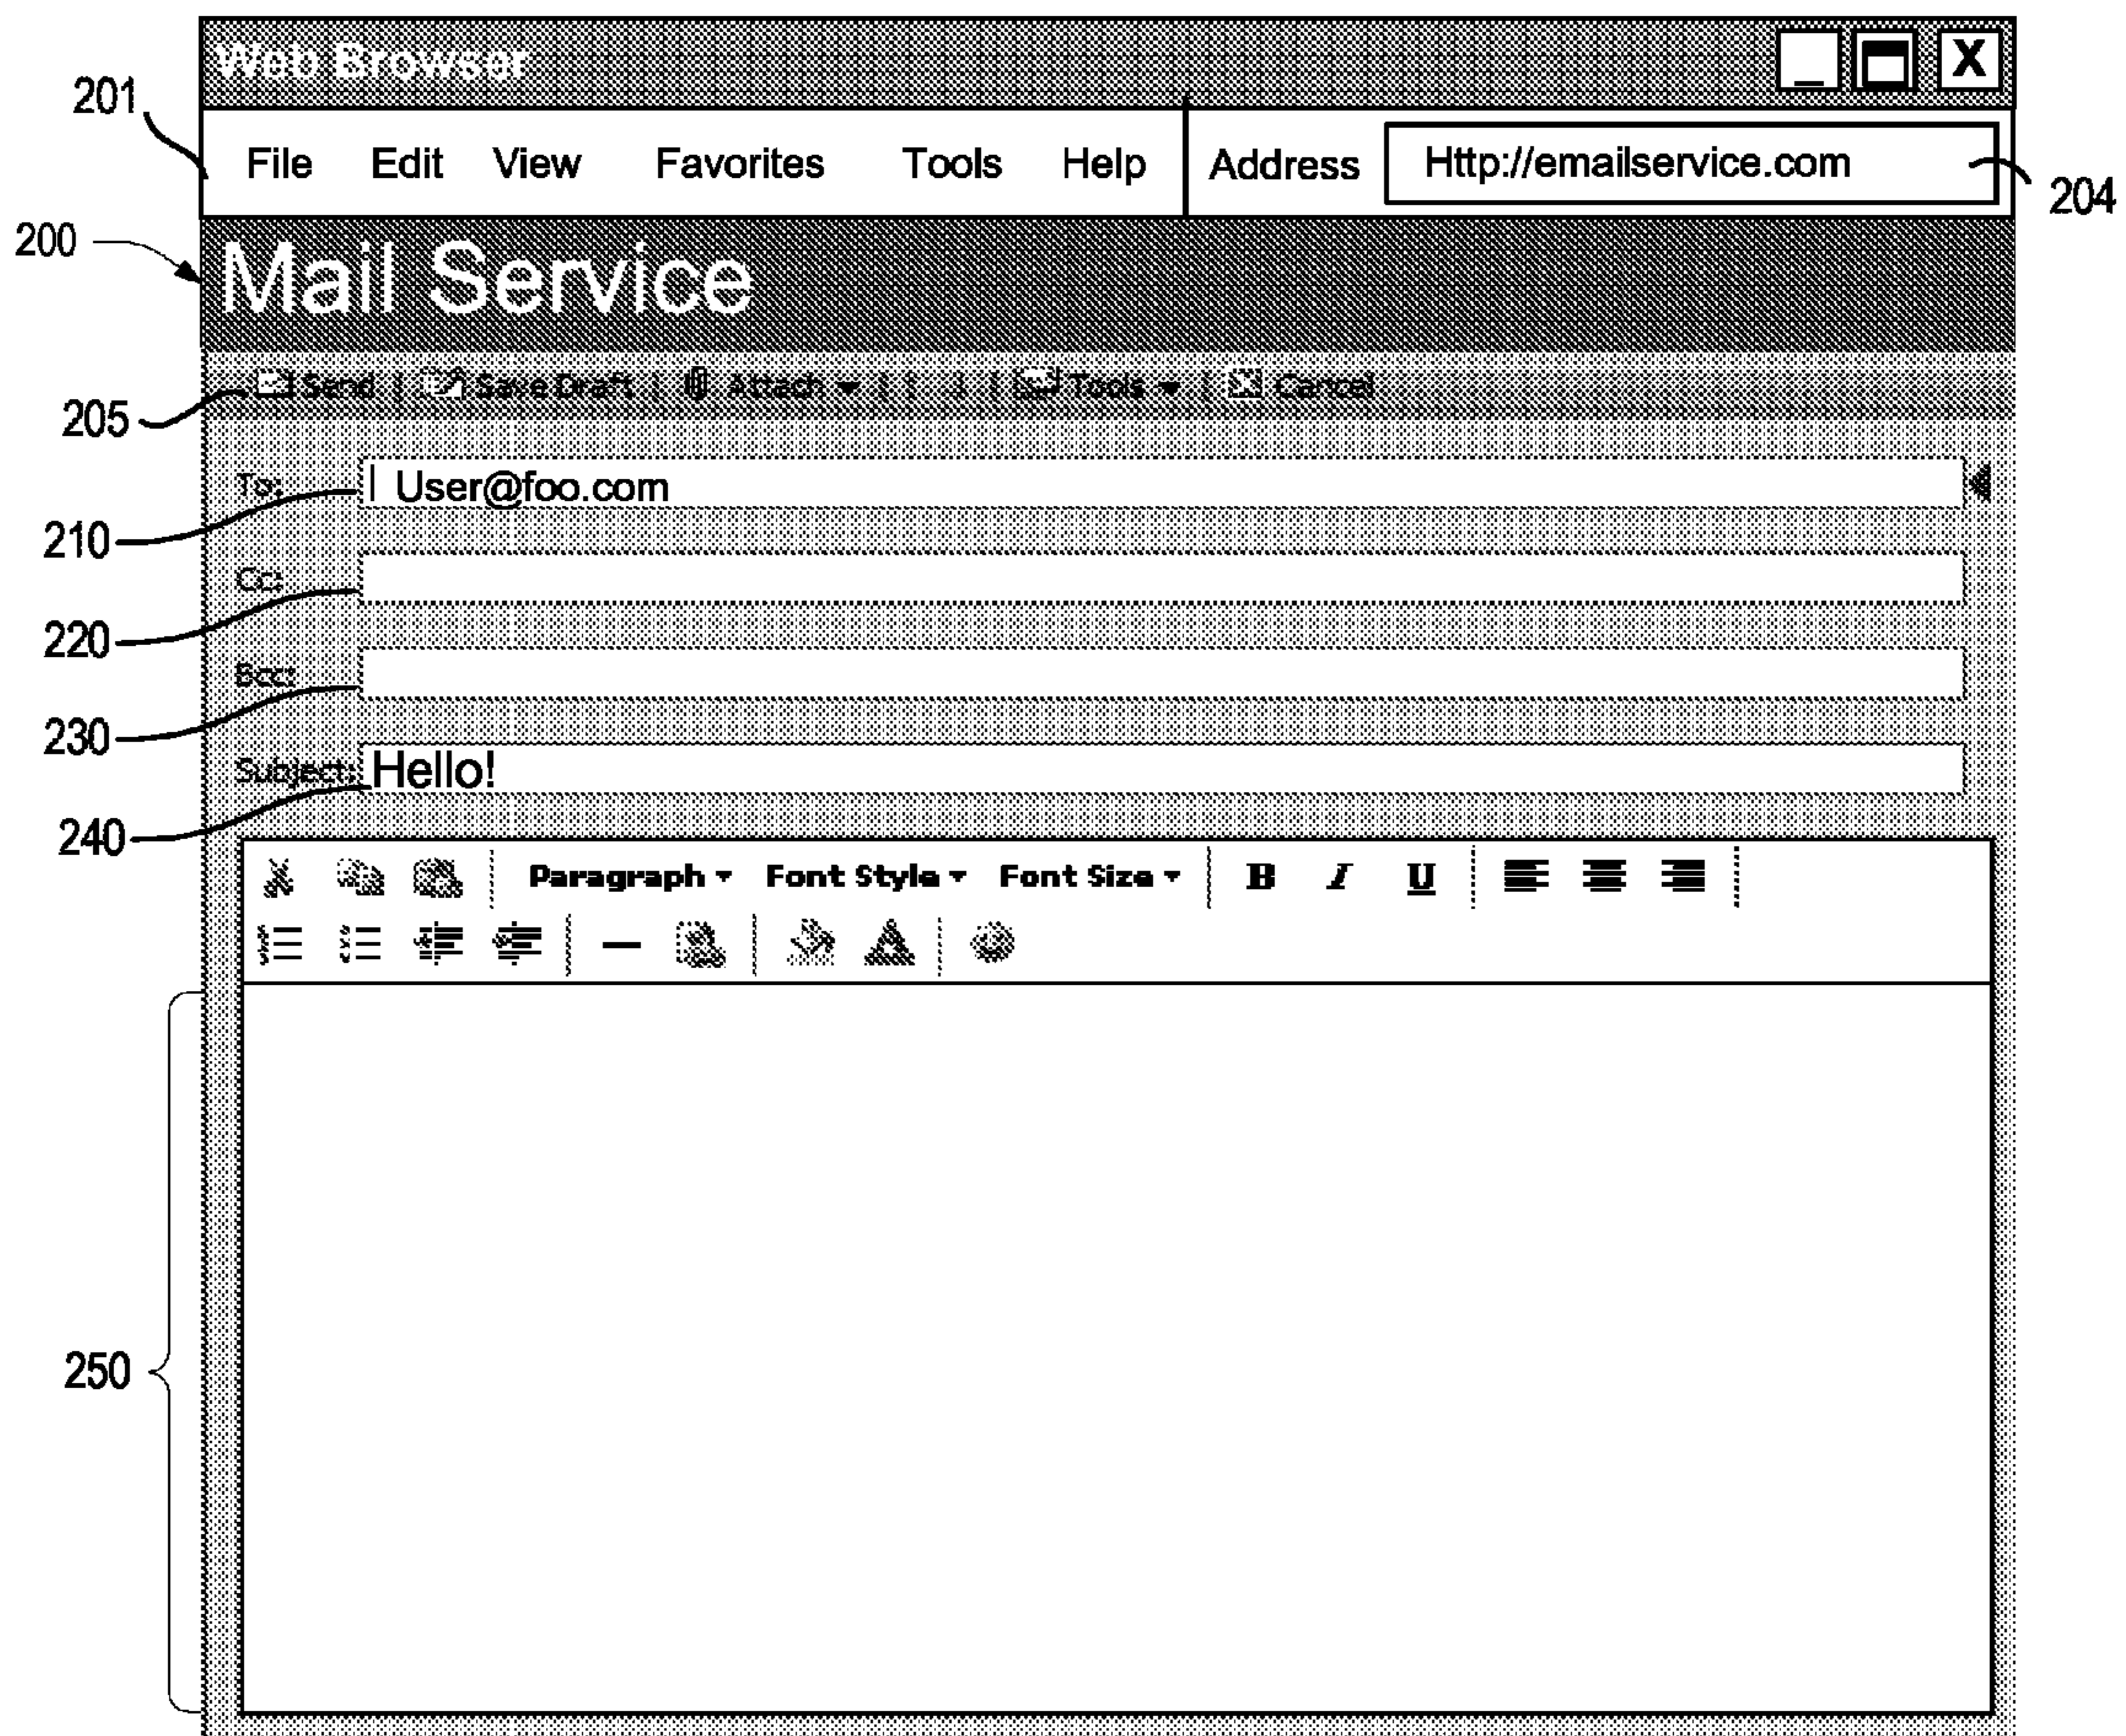 Web Browser
201
File Edit View Favorites Tools Help Address Http://emailservice.com
204
200
Mail Service
205
Send | Save Draft | Attach | ! | Tools | Cancel
To: User@foo.com
210
Cc:
220
Bcc:
230
Subject: Hello!
240
Paragraph Font Style Font Size B I U
250